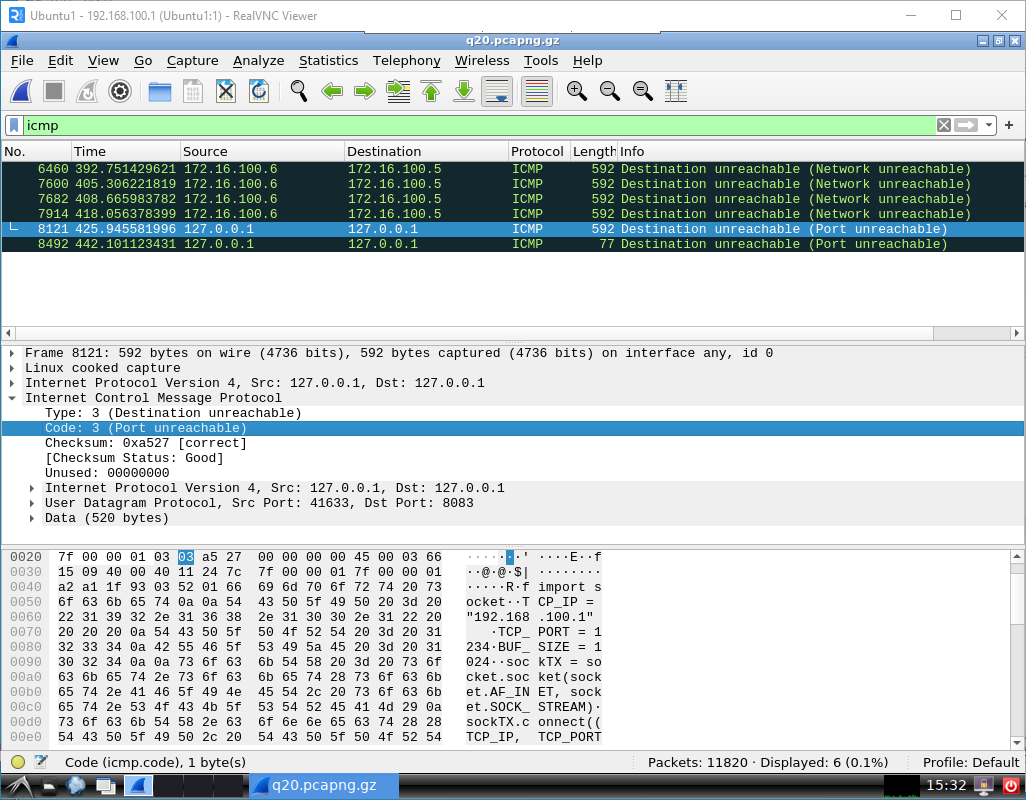 Ubuntu1 - 192.168.100.1 (Ubuntu1:1) - RealVNC Viewer
q20.pcapng.gz
File Edit View Go Capture Analyze Statistics Telephony Wireless Tools Help
icmp
No. Time Source Destination Protocol Length Info
6460 392.751429621 172.16.100.6 172.16.100.5 ICMP 592 Destination unreachable (Network unreachable)
7600 405.306221819 172.16.100.6 172.16.100.5 ICMP 592 Destination unreachable (Network unreachable)
7682 408.665983782 172.16.100.6 172.16.100.5 ICMP 592 Destination unreachable (Network unreachable)
7914 418.056378399 172.16.100.6 172.16.100.5 ICMP 592 Destination unreachable (Network unreachable)
8121 425.945581996 127.0.0.1 127.0.0.1 ICMP 592 Destination unreachable (Port unreachable)
8492 442.101123431 127.0.0.1 127.0.0.1 ICMP 77 Destination unreachable (Port unreachable)
Frame 8121: 592 bytes on wire (4736 bits), 592 bytes captured (4736 bits) on interface any, id 0
Linux cooked capture
Internet Protocol Version 4, Src: 127.0.0.1, Dst: 127.0.0.1
Internet Control Message Protocol
Type: 3 (Destination unreachable)
Code: 3 (Port unreachable)
Checksum: 0xa527 [correct]
[Checksum Status: Good]
Unused: 00000000
Internet Protocol Version 4, Src: 127.0.0.1, Dst: 127.0.0.1
User Datagram Protocol, Src Port: 41633, Dst Port: 8083
Data (520 bytes)
0020 7f 00 00 01 03 03 a5 27 00 00 00 00 45 00 03 66 ·······' ····E··f
0030 15 09 40 00 40 11 24 7c 7f 00 00 01 7f 00 00 01 ··@·@·$| ········
0040 a2 a1 1f 93 03 52 01 66 69 6d 70 6f 72 74 20 73 ·····R·f import s
0050 6f 63 6b 65 74 0a 0a 54 43 50 5f 49 50 20 3d 20 ocket··T CP_IP =
0060 22 31 39 32 2e 31 36 38 2e 31 30 30 2e 31 22 20 "192.168 .100.1"
0070 20 20 20 0a 54 43 50 5f 50 4f 52 54 20 3d 20 31 ·TCP_ PORT = 1
0080 32 33 34 0a 42 55 46 5f 53 49 5a 45 20 3d 20 31 234·BUF_ SIZE = 1
0090 30 32 34 0a 0a 73 6f 63 6b 54 58 20 3d 20 73 6f 024··soc kTX = so
00a0 63 6b 65 74 2e 73 6f 63 6b 65 74 28 73 6f 63 6b cket.soc ket(sock
00b0 65 74 2e 41 46 5f 49 4e 45 54 2c 20 73 6f 63 6b et.AF_IN ET, sock
00c0 65 74 2e 53 4f 43 4b 5f 53 54 52 45 41 4d 29 0a et.SOCK_ STREAM)·
00d0 73 6f 63 6b 54 58 2e 63 6f 6e 6e 65 63 74 28 28 sockTX.c onnect((
00e0 54 43 50 5f 49 50 2c 20 54 43 50 5f 50 4f 52 54 TCP_IP, TCP_PORT
Code (icmp.code), 1 byte(s) Packets: 11820 · Displayed: 6 (0.1%) Profile: Default
q20.pcapng.gz 15:32